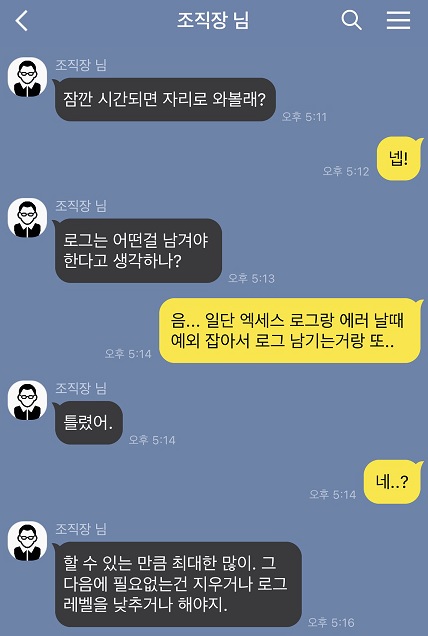 조직장 님
조직장 님
잠깐 시간되면 자리로 와볼래?
오후 5:11
넵!
오후 5:12
조직장 님
로그는 어떤걸 남겨야
한다고 생각하나?
오후 5:13
음... 일단 엑세스 로그랑 에러 날때
예외 잡아서 로그 남기는거랑 또..
오후 5:14
조직장 님
틀렸어.
오후 5:14
네..?
오후 5:14
조직장 님
할 수 있는 만큼 최대한 많이. 그
다음에 필요없는건 지우거나 로그
레벨을 낮추거나 해야지.
오후 5:16